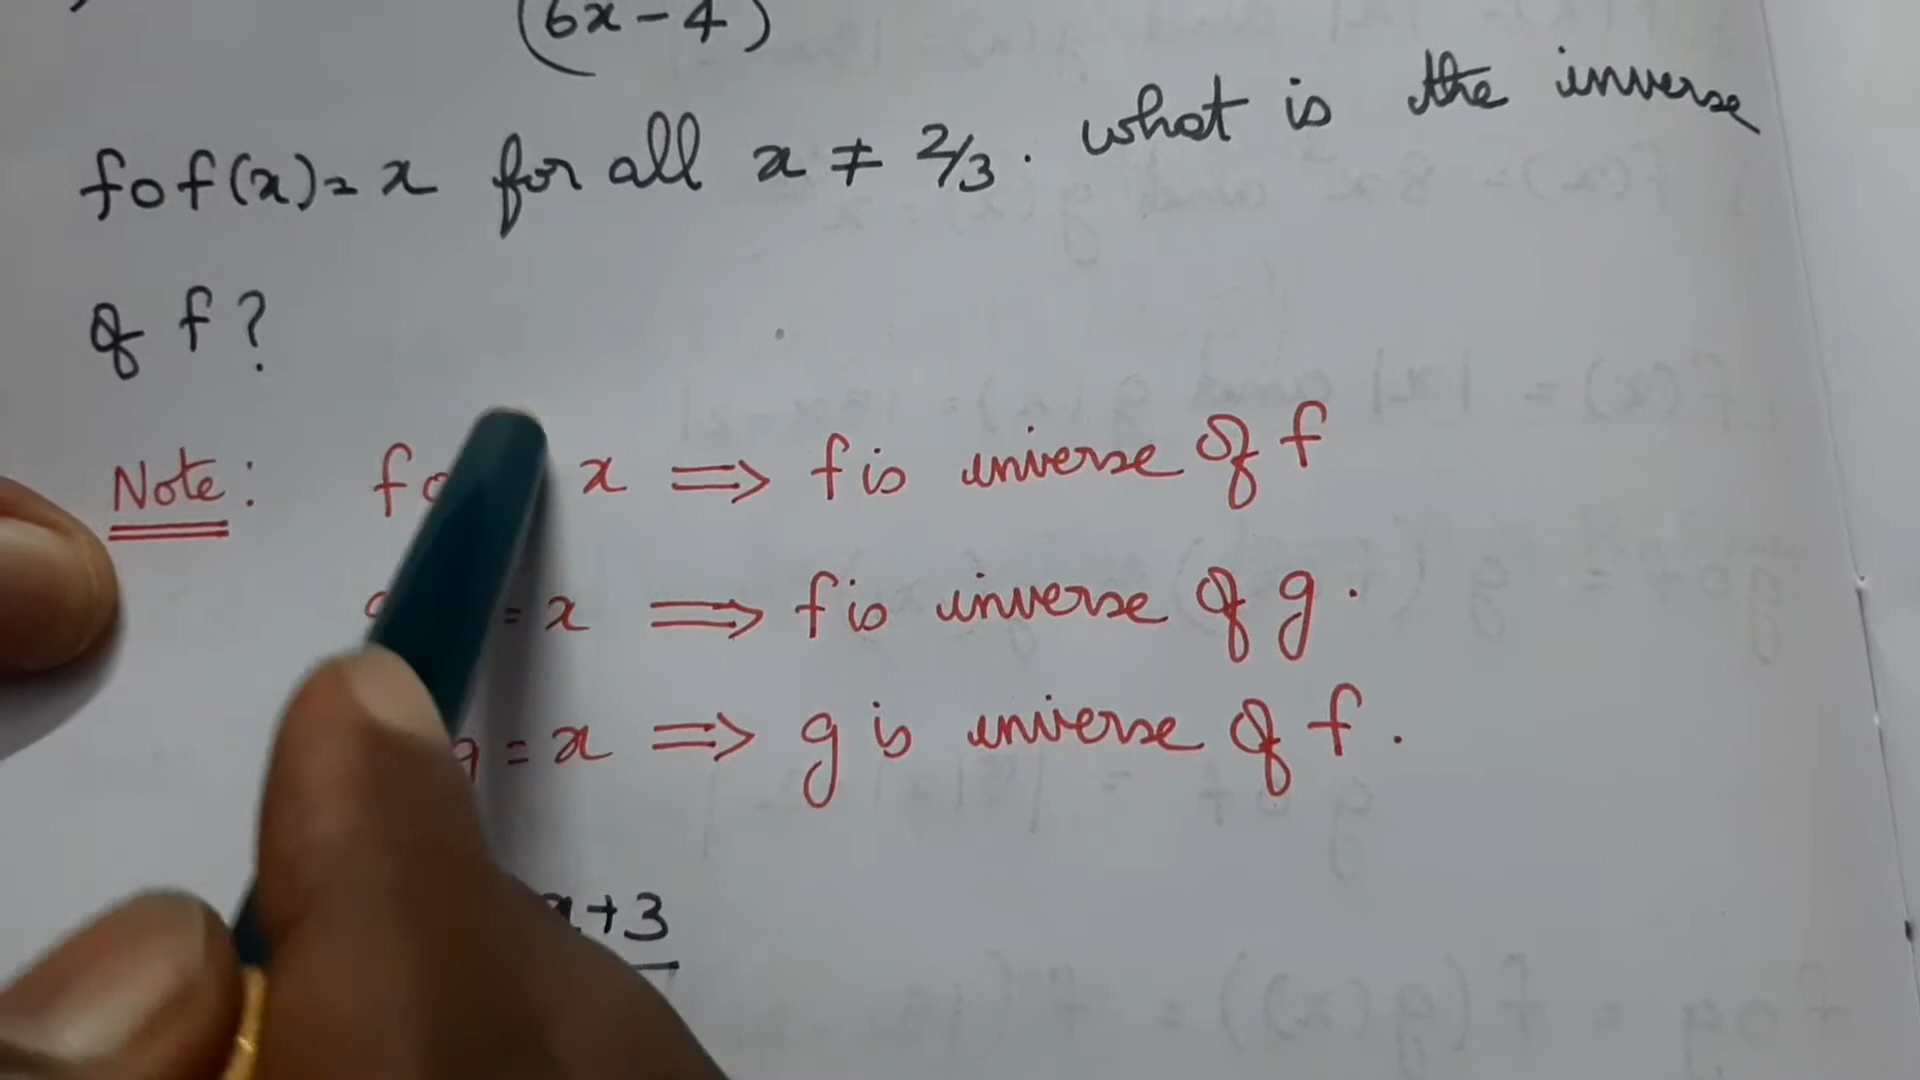 (6x-4)
fof(x)=x for all x ≠ 2/3. what is the inverse
of f?
Note: fo x ⟹ f is inverse of f
= x ⟹ f is inverse of g.
g = x ⟹ g is inverse of f.
x+3